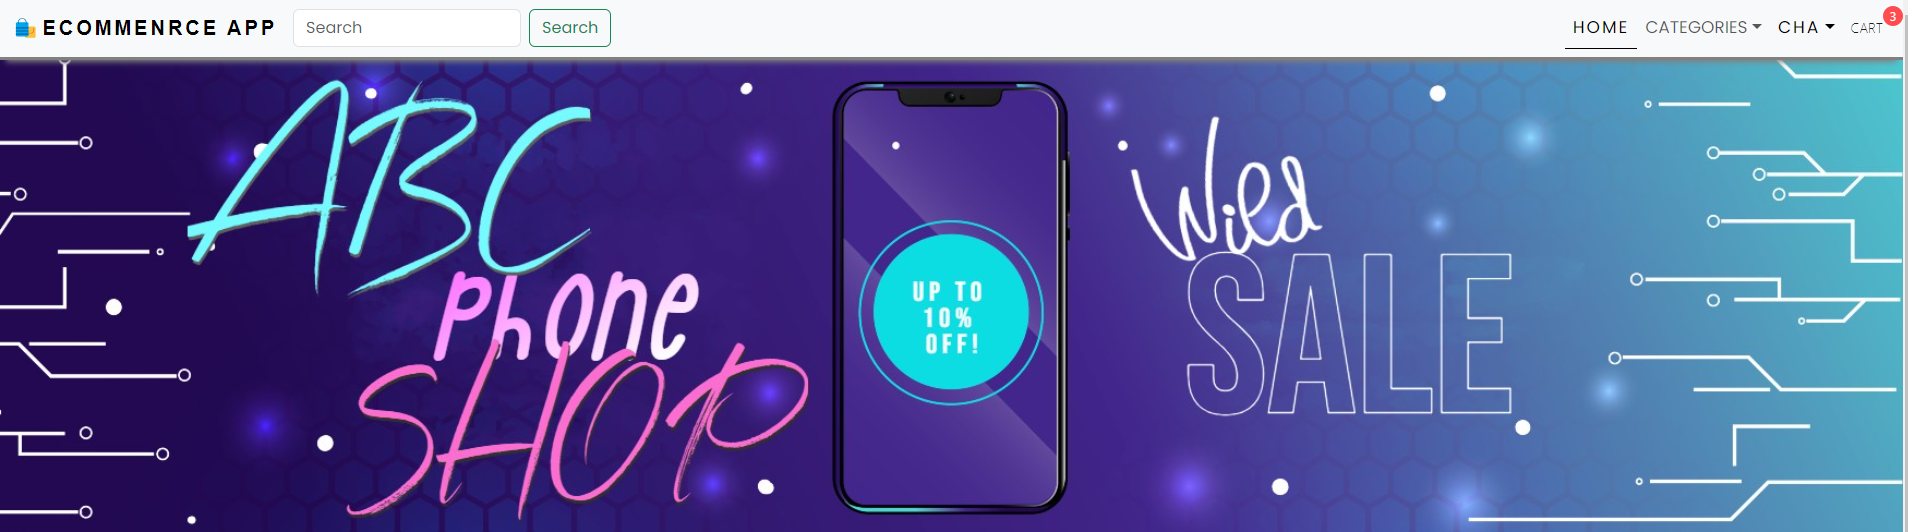 ECOMMENRCE APP Search Search HOME CATEGORIES CHA CART 3
ABC
phone
SHOP
UP TO
10%
OFF!
Wild
SALE